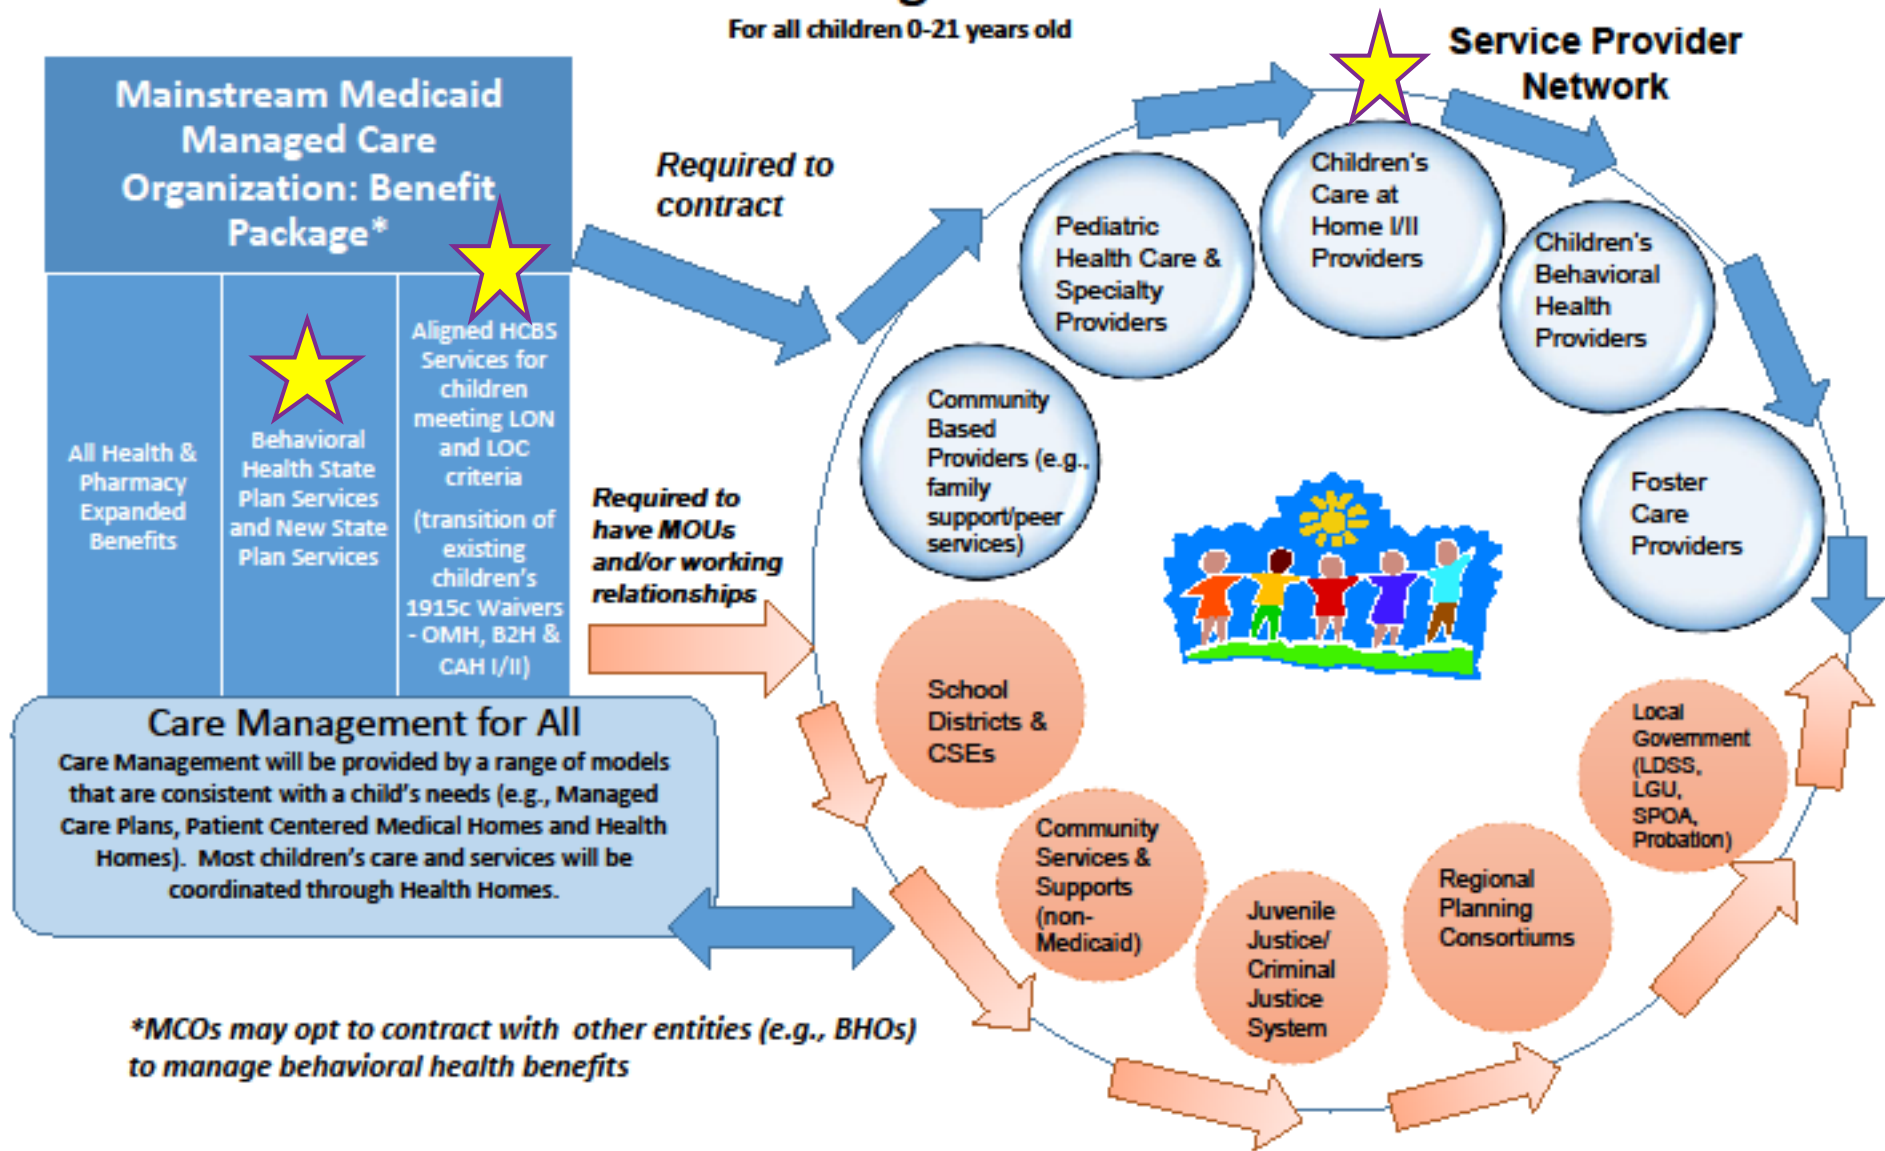 For all children 0-21 years old
Mainstream Medicaid
Managed Care
Organization: Benefit
Package*
All Health &
Pharmacy
Expanded
Benefits
Behavioral
Health State
Plan Services
and New State
Plan Services
Aligned HCBS
Services for
children
meeting LON
and LOC
criteria
(transition of
existing
children's
1915c Waivers
- OMH, B2H &
CAH I/II)
Care Management for All
Care Management will be provided by a range of models
that are consistent with a child's needs (e.g., Managed
Care Plans, Patient Centered Medical Homes and Health
Homes). Most children's care and services will be
coordinated through Health Homes.
*MCOs may opt to contract with other entities (e.g., BHOs)
to manage behavioral health benefits
Required to
contract
Required to
have MOUs
and/or working
relationships
Service Provider
Network
Community
Based
Providers (e.g.,
family
support/peer
services)
Pediatric
Health Care &
Specialty
Providers
Children's
Care at
Home I/II
Providers
Children's
Behavioral
Health
Providers
Foster
Care
Providers
School
Districts &
CSEs
Community
Services &
Supports
(non-
Medicaid)
Juvenile
Justice/
Criminal
Justice
System
Regional
Planning
Consortiums
Local
Government
(LDSS,
LGU,
SPOA,
Probation)